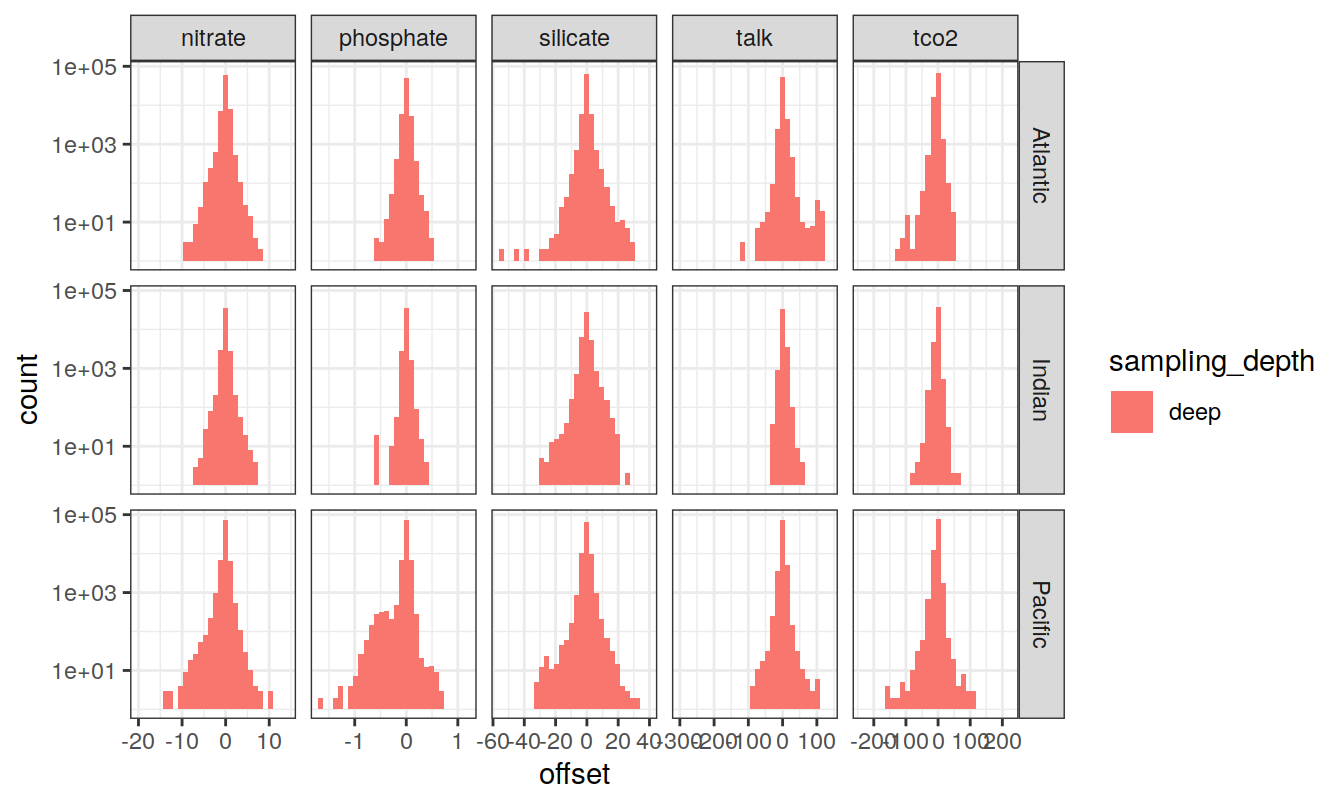 nitrate phosphate silicate talk tco2
1e+05
1e+03
1e+01
Atlantic
1e+05
1e+03
1e+01
Indian
1e+05
1e+03
1e+01
Pacific
-20 -10 0 10 -1 0 1 -60 -40 -20 0 20 40 -300 -200 -100 0 100 -200 -100 0 100 200
offset
count
sampling_depth
deep